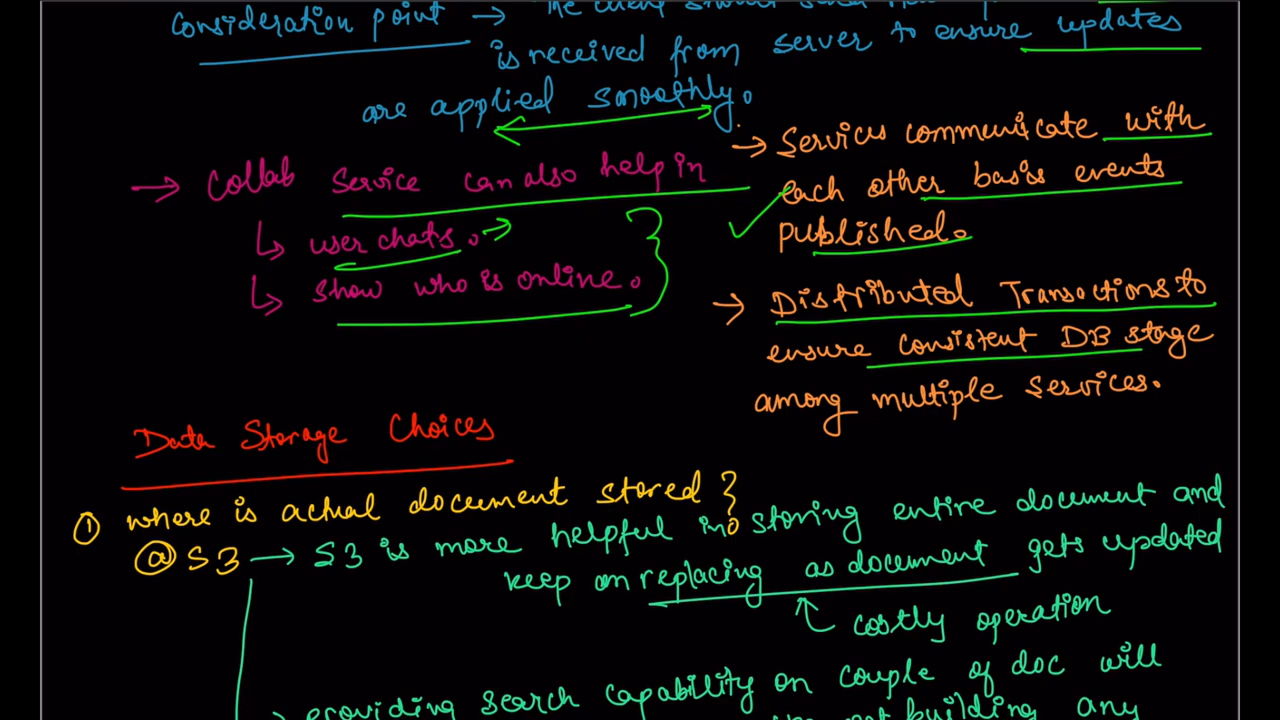 consideration point →
is received from server to ensure updates
are applied smoothly.
→ Collab Service can also help in
↳ user chats.
↳ show who is online.
→ Services communicate with
each other basis events
published.
→ Distributed Transactions to
ensure consistent DB stage
among multiple services.
Data Storage Choices
① where is actual document stored ?
ⓐ S3 → S3 is more helpful in storing entire document and
keep on replacing as document gets updated
costly operation
providing search capability on couple of doc will
not building any